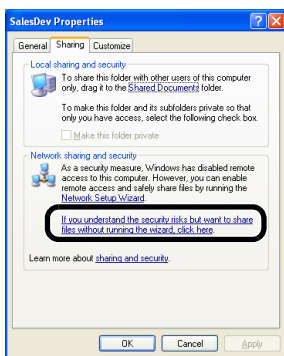 SalesDev Properties
General Sharing Customize
Local sharing and security
To share this folder with other users of this computer
only, drag it to the Shared Documents folder.
To make this folder and its subfolders private so that
only you have access, select the following check box.
Make this folder private
Network sharing and security
As a security measure, Windows has disabled remote
access to this computer. However, you can enable
remote access and safely share files by running the
Network Setup Wizard.
If you understand the security risks but want to share
files without running the wizard, click here.
Learn more about sharing and security.
OK Cancel Apply